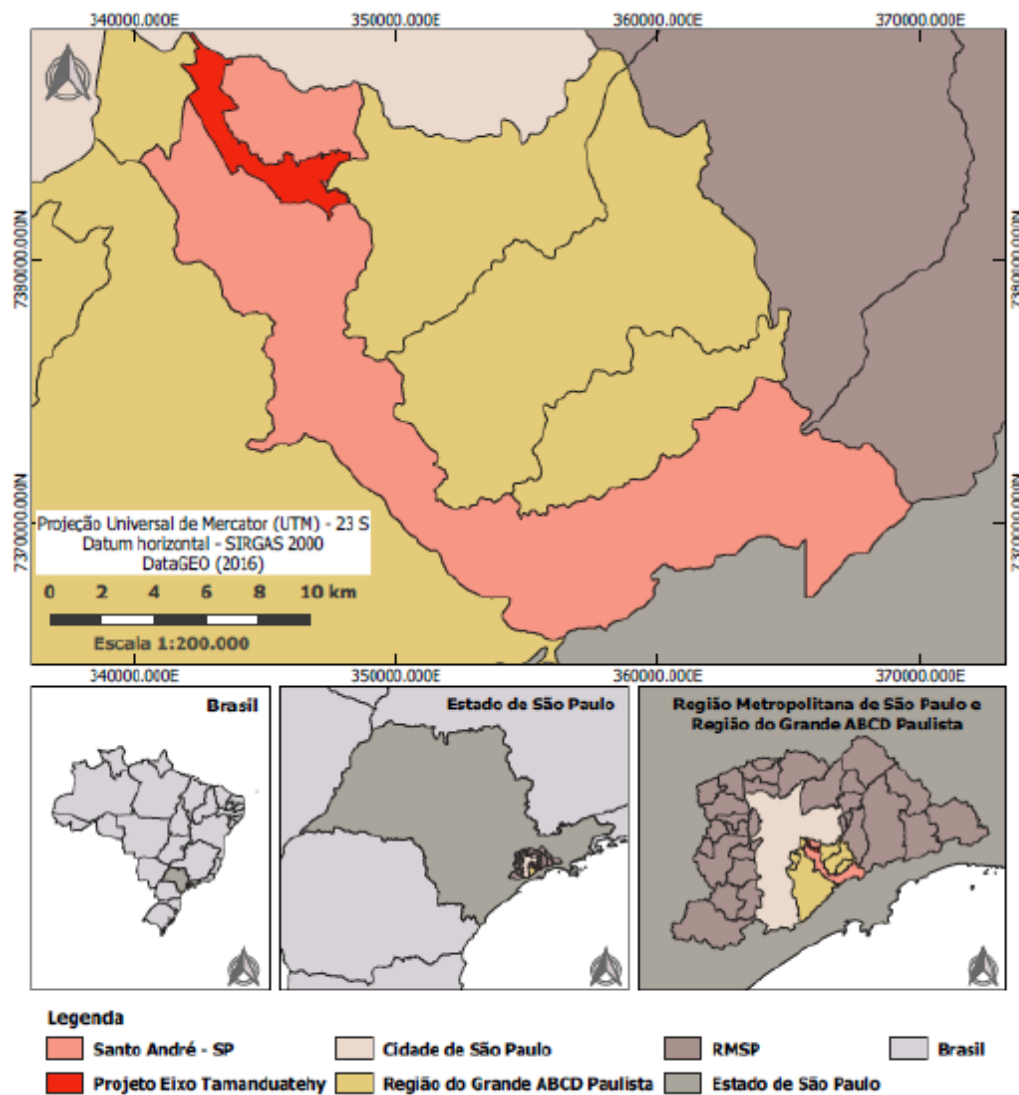 340000.000E 350000.000E 360000.000E 370000.000E
7380000.000N 7380000.000N
7370000.000N 7370000.000N
Projeção Universal de Mercator (UTM) - 23 S
Datum horizontal - SIRGAS 2000
DataGEO (2016)
0 2 4 6 8 10 km
Escala 1:200.000
340000.000E 350000.000E 360000.000E 370000.000E
Brasil
Estado de São Paulo
Região Metropolitana de São Paulo e
Região do Grande ABCD Paulista
Legenda
Santo André - SP Cidade de São Paulo RMSP Brasil
Projeto Eixo Tamanduatehy Região do Grande ABCD Paulista Estado de São Paulo